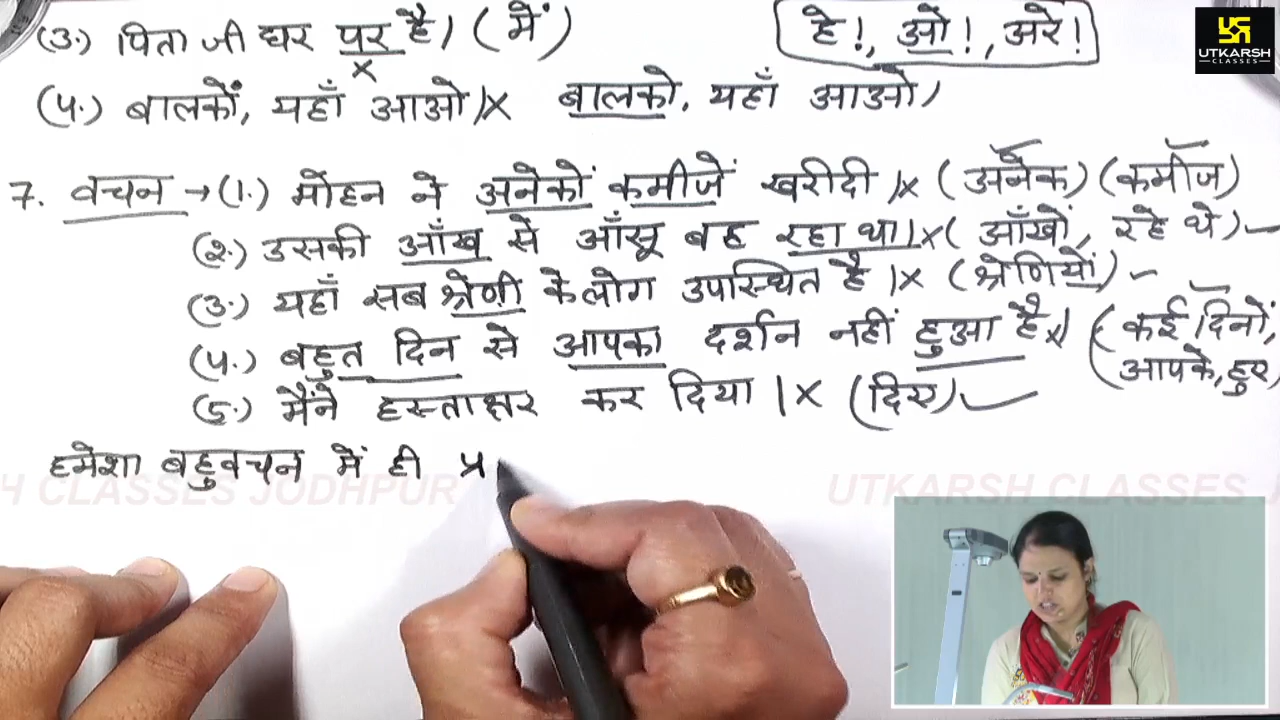 (3.) पिता जी घर पर है। (में)
x
हे!, ओ!, अरे!
UTKARSH
CLASSES
(4.) बालकों, यहाँ आओ।x बालको, यहाँ आओ।
7. वचन → (1.) मोहन ने अनेकों कमीजें खरीदी।x (अनेक) (कमीज)
(2.) उसकी आँख से आँसू बह रहा था।x (आँखों, रहे थे)
(3.) यहाँ सब श्रेणी के लोग उपस्थित है।x (श्रेणियों)
(4.) बहुत दिन से आपका दर्शन नहीं हुआ है।x (कई दिनों,
आपके, हुए)
(5.) मैंने हस्ताक्षर कर दिया।x (दिए)
हमेशा बहुवचन में ही प्र
H CLASSES JODHPUR
UTKARSH CLASSES J